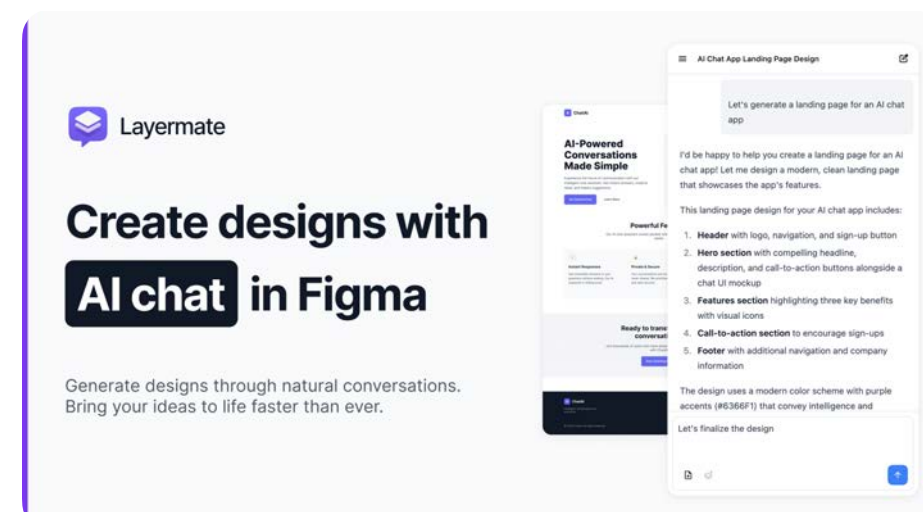 Layermate
Create designs with
AI chat in Figma
Generate designs through natural conversations.
Bring your ideas to life faster than ever.
AI-Powered
Conversations
Made Simple
Powerful Fe
Instant Responses
Private & Secure
Ready to trans
conversati
AI Chat App Landing Page Design
Let's generate a landing page for an AI chat
app
I'd be happy to help you create a landing page for an AI
chat app! Let me design a modern, clean landing page
that showcases the app's features.
This landing page design for your AI chat app includes:
1. Header with logo, navigation, and sign-up button
2. Hero section with compelling headline,
description, and call-to-action buttons alongside a
chat UI mockup
3. Features section highlighting three key benefits
with visual icons
4. Call-to-action section to encourage sign-ups
5. Footer with additional navigation and company
information
The design uses a modern color scheme with purple
accents (#6366F1) that convey intelligence and
Let's finalize the design